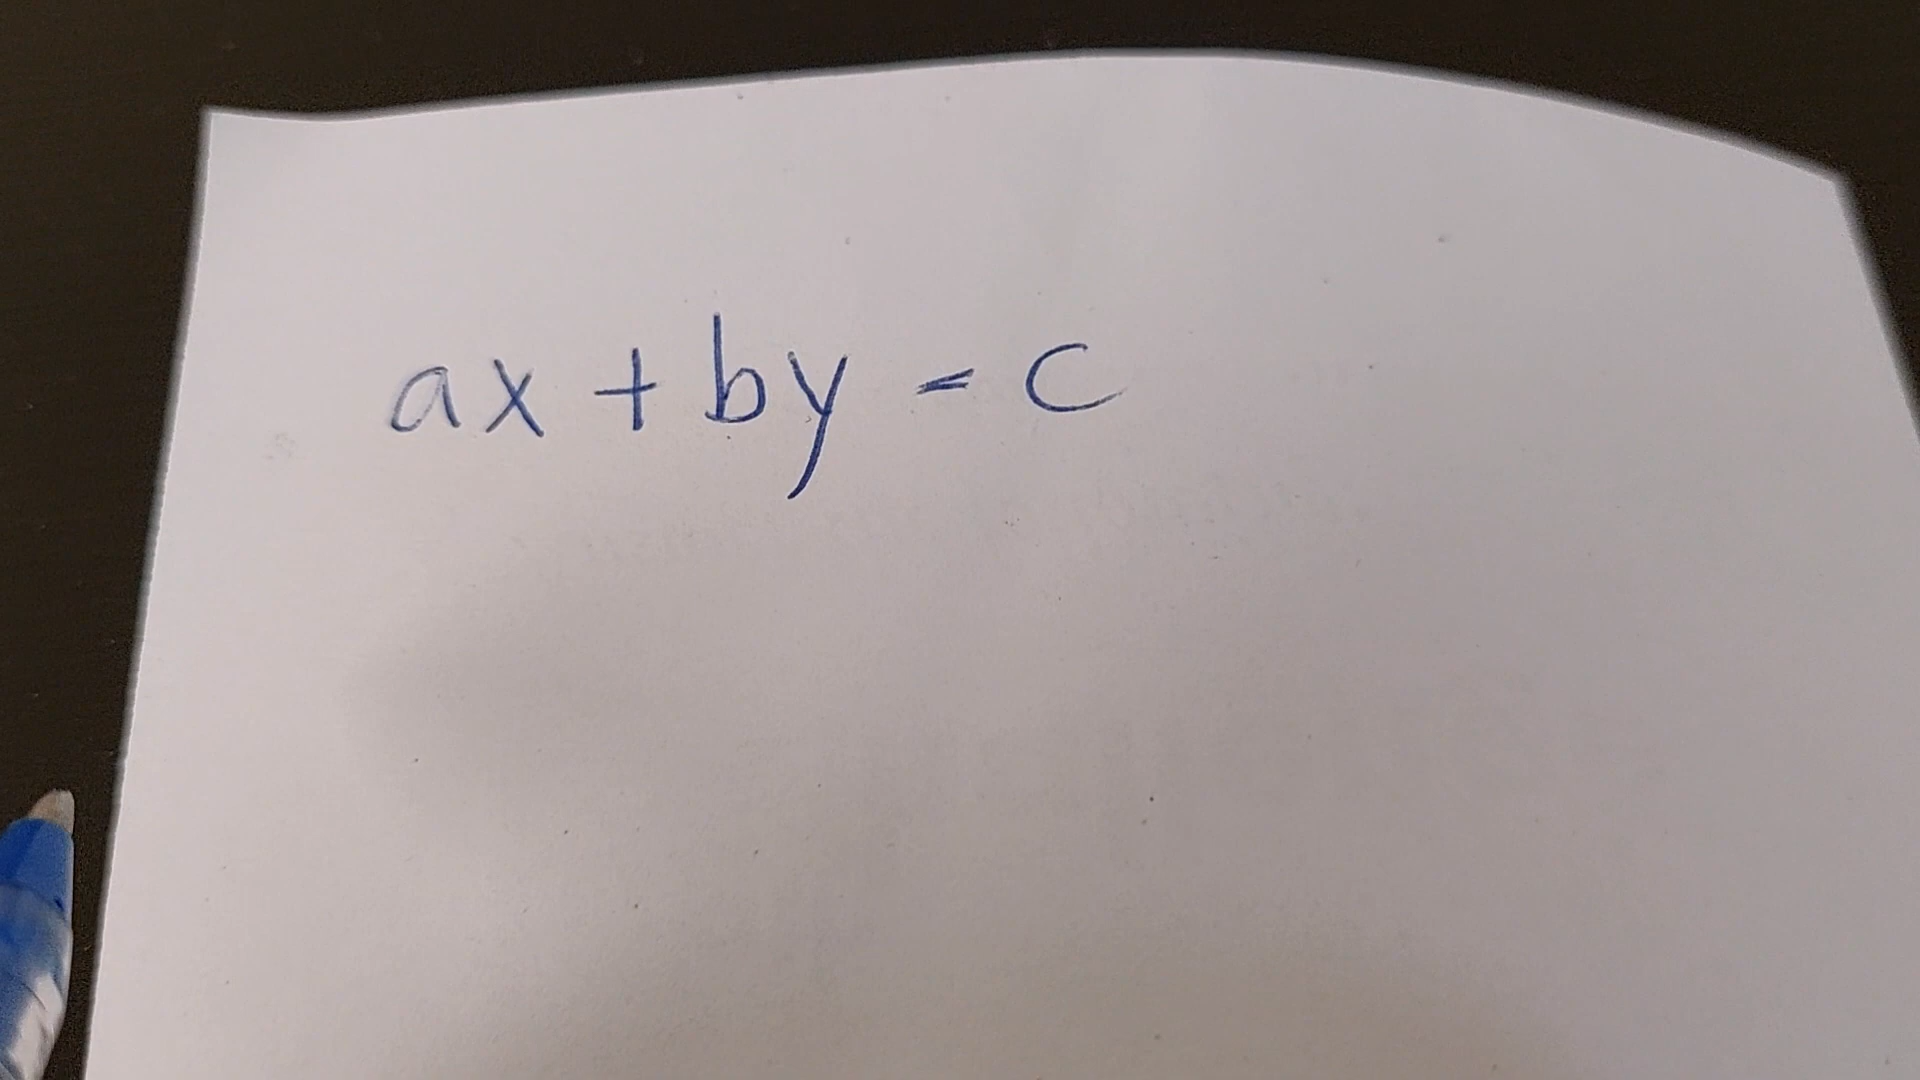 ax + by = c